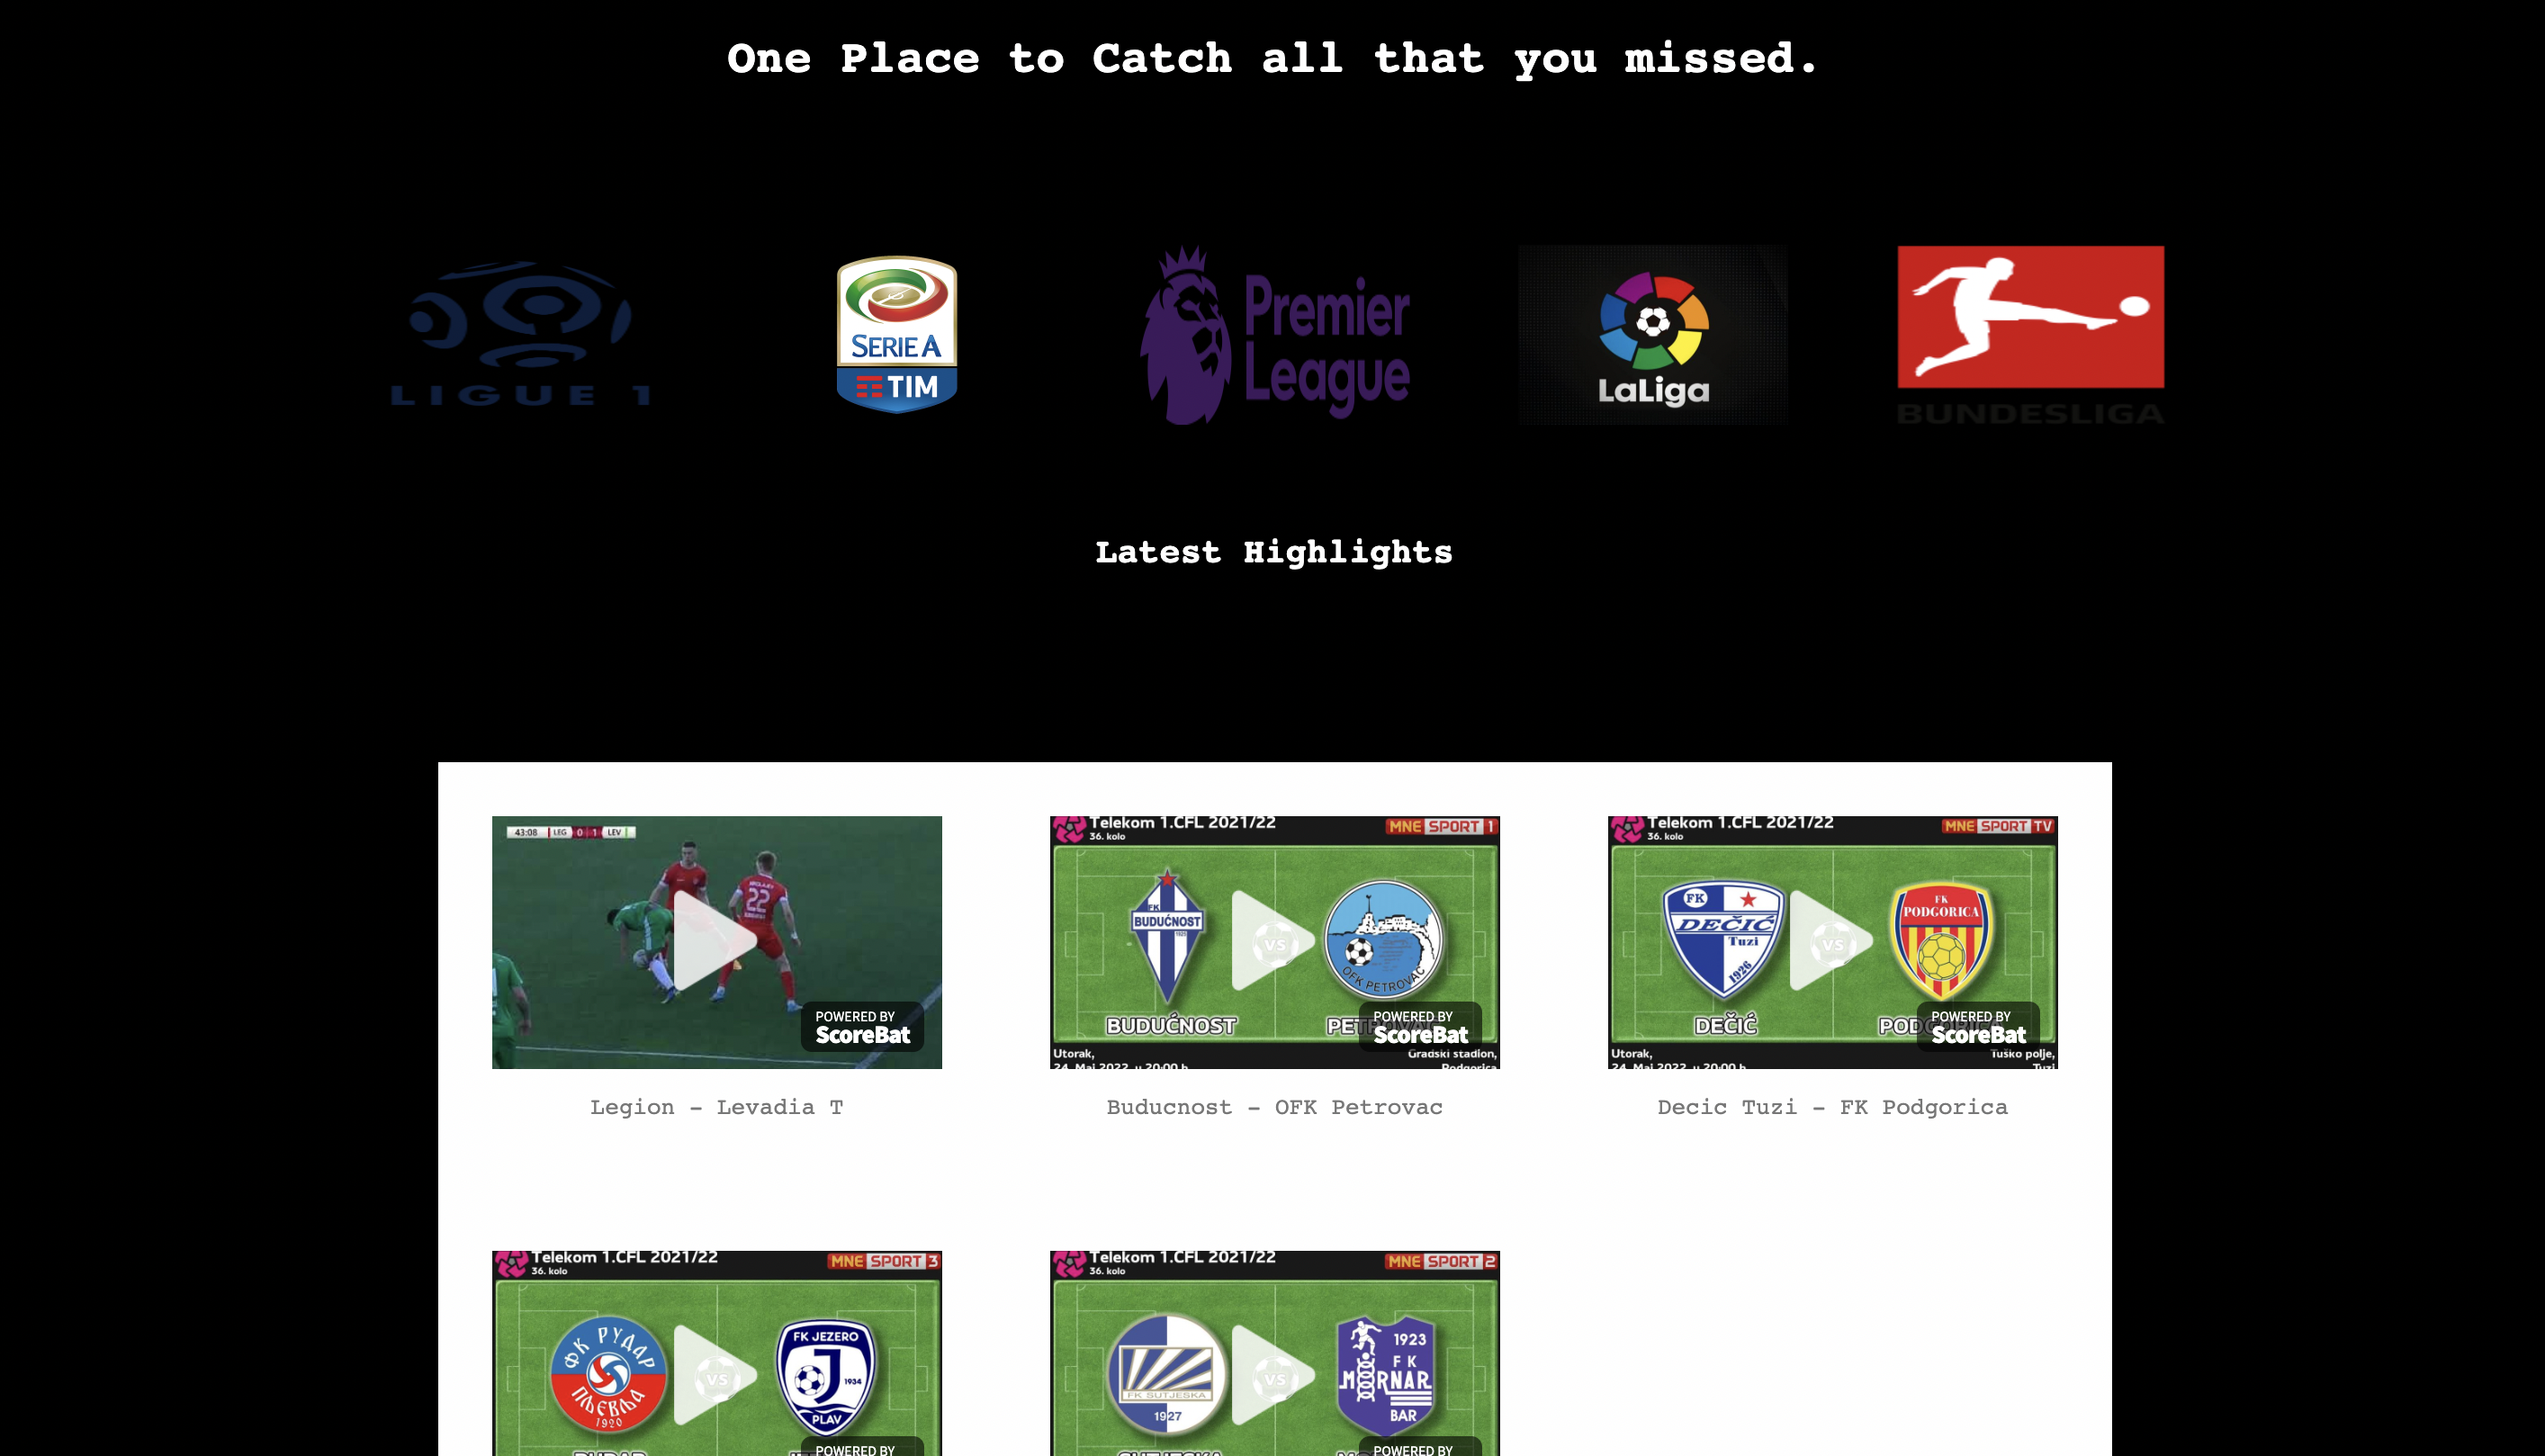 One Place to Catch all that you missed.
LIGUE 1
SERIE A
TIM
Premier
League
LaLiga
BUNDESLIGA
Latest Highlights
43:08 LEG 0 1 LEV
22
POWERED BY
ScoreBat
Legion - Levadia T
Telekom 1.CFL 2021/22
36. kolo
MNE SPORT 1
FK
BUDUĆNOST
VS
OFK PETROVAC
BUDUĆNOST
POWERED BY
ScoreBat
Utorak,
Gradski stadion,
24. Maj 2022. u 20:00 h
Podgorica
Buducnost - OFK Petrovac
Telekom 1.CFL 2021/22
36. kolo
MNE SPORT TV
FK
DEČIĆ
Tuzi
1926
VS
FK
PODGORICA
DEČIĆ
POWERED BY
ScoreBat
Utorak,
Tuško polje,
24. Maj 2022. u 20:00 h
Tuzi
Decic Tuzi - FK Podgorica
Telekom 1.CFL 2021/22
36. kolo
MNE SPORT 3
ФК РУДАР
ПЉЕВЉА
1920
VS
FK JEZERO
J
1934
PLAV
POWERED BY
Telekom 1.CFL 2021/22
36. kolo
MNE SPORT 2
FK SUTJESKA
1927
VS
1923
FK
MORNAR
BAR
POWERED BY